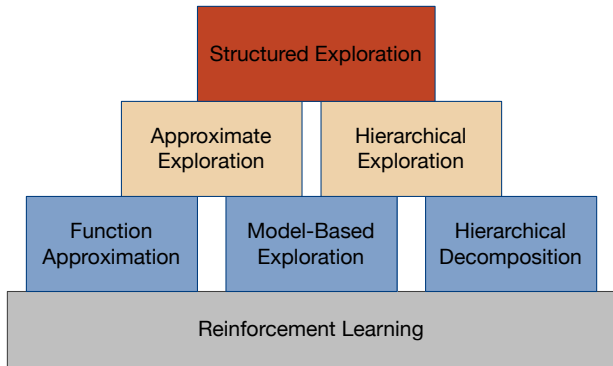 Structured Exploration
Approximate
Exploration
Hierarchical
Exploration
Function
Approximation
Model-Based
Exploration
Hierarchical
Decomposition
Reinforcement Learning